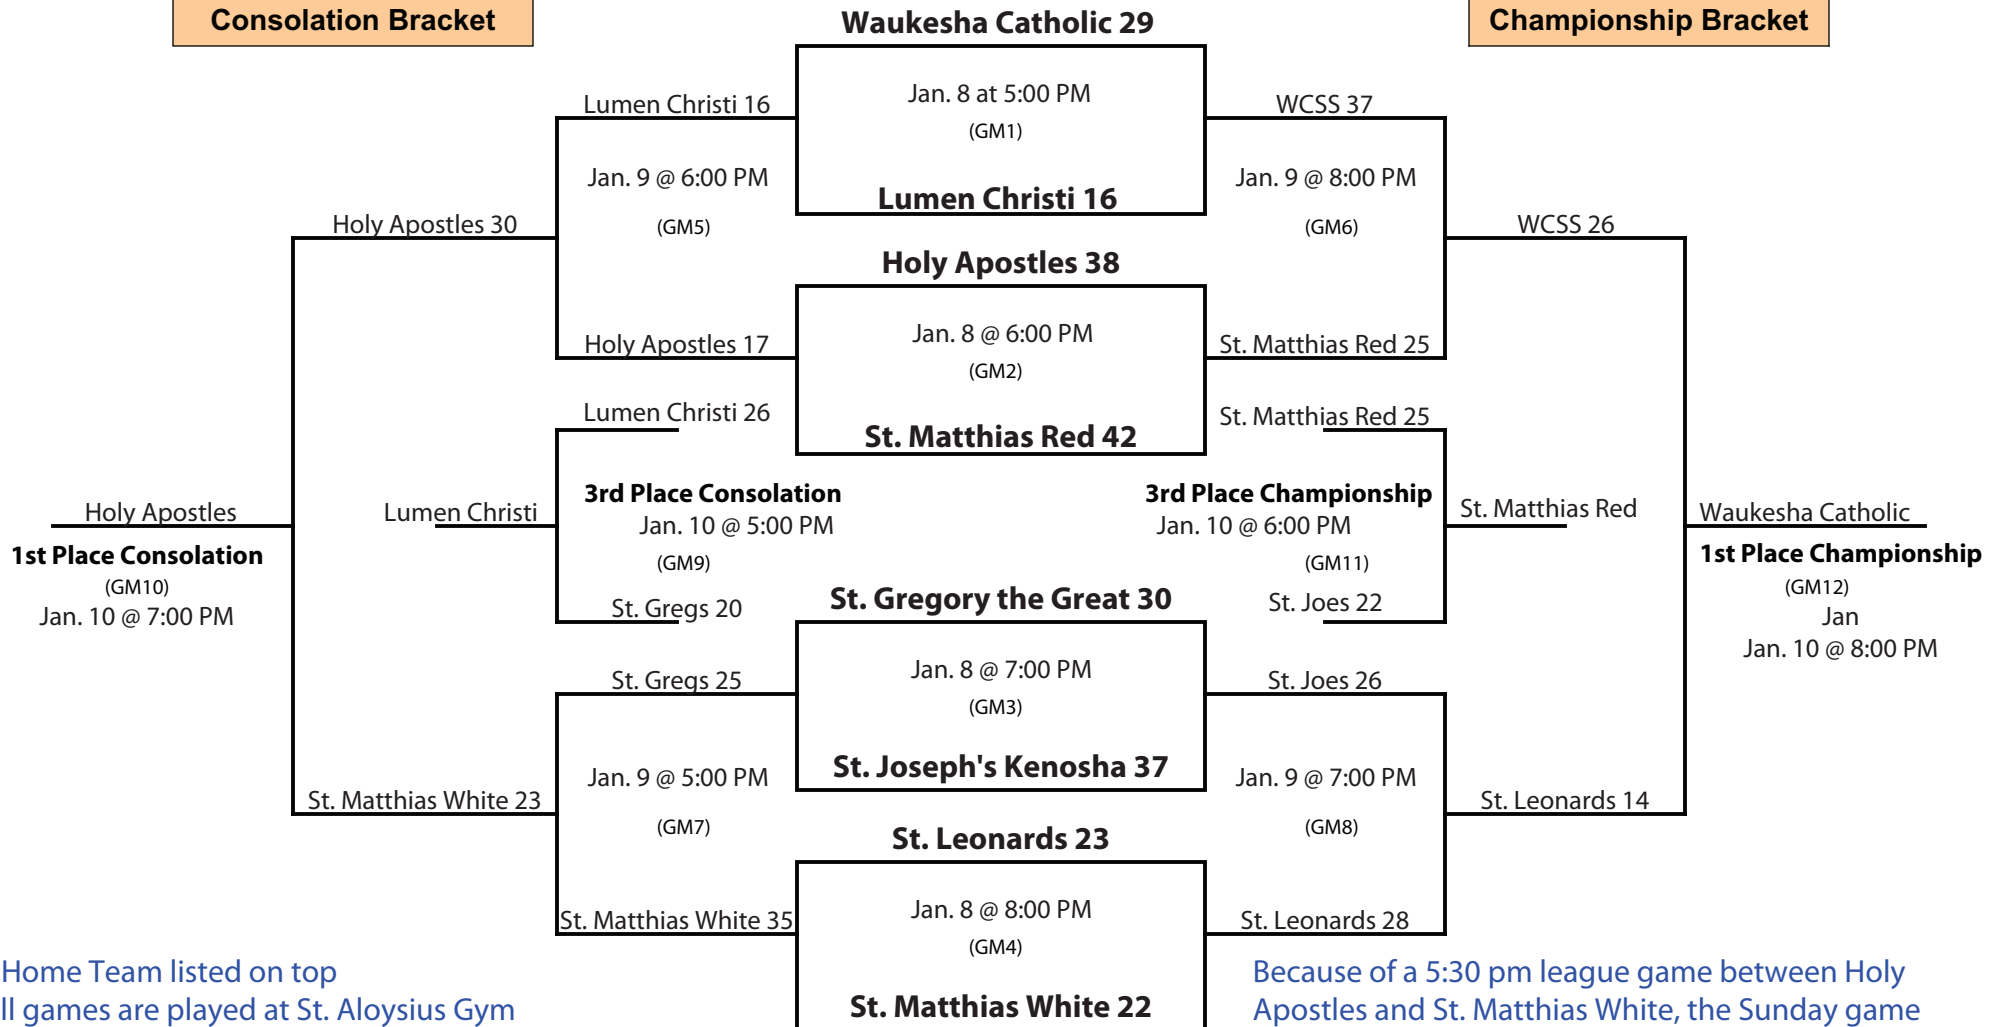 Consolation Bracket
Waukesha Catholic 29
Championship Bracket
Lumen Christi 16
Jan. 8 at 5:00 PM
(GM1)
WCSS 37
Jan. 9 @ 6:00 PM
(GM5)
Lumen Christi 16
Jan. 9 @ 8:00 PM
(GM6)
Holy Apostles 30
WCSS 26
Holy Apostles 38
Holy Apostles 17
Jan. 8 @ 6:00 PM
(GM2)
St. Matthias Red 25
Lumen Christi 26
St. Matthias Red 42
St. Matthias Red 25
Holy Apostles
1st Place Consolation
(GM10)
Jan. 10 @ 7:00 PM
Lumen Christi
3rd Place Consolation
Jan. 10 @ 5:00 PM
(GM9)
3rd Place Championship
Jan. 10 @ 6:00 PM
(GM11)
St. Matthias Red
Waukesha Catholic
1st Place Championship
(GM12)
Jan
Jan. 10 @ 8:00 PM
St. Gregs 20
St. Gregory the Great 30
St. Joes 22
St. Gregs 25
Jan. 8 @ 7:00 PM
(GM3)
St. Joes 26
Jan. 9 @ 5:00 PM
(GM7)
St. Joseph's Kenosha 37
Jan. 9 @ 7:00 PM
(GM8)
St. Matthias White 23
St. Leonards 14
St. Leonards 23
St. Matthias White 35
Jan. 8 @ 8:00 PM
(GM4)
St. Leonards 28
St. Matthias White 22
Home Team listed on top
ll games are played at St. Aloysius Gym
Because of a 5:30 pm league game between Holy
Apostles and St. Matthias White, the Sunday game